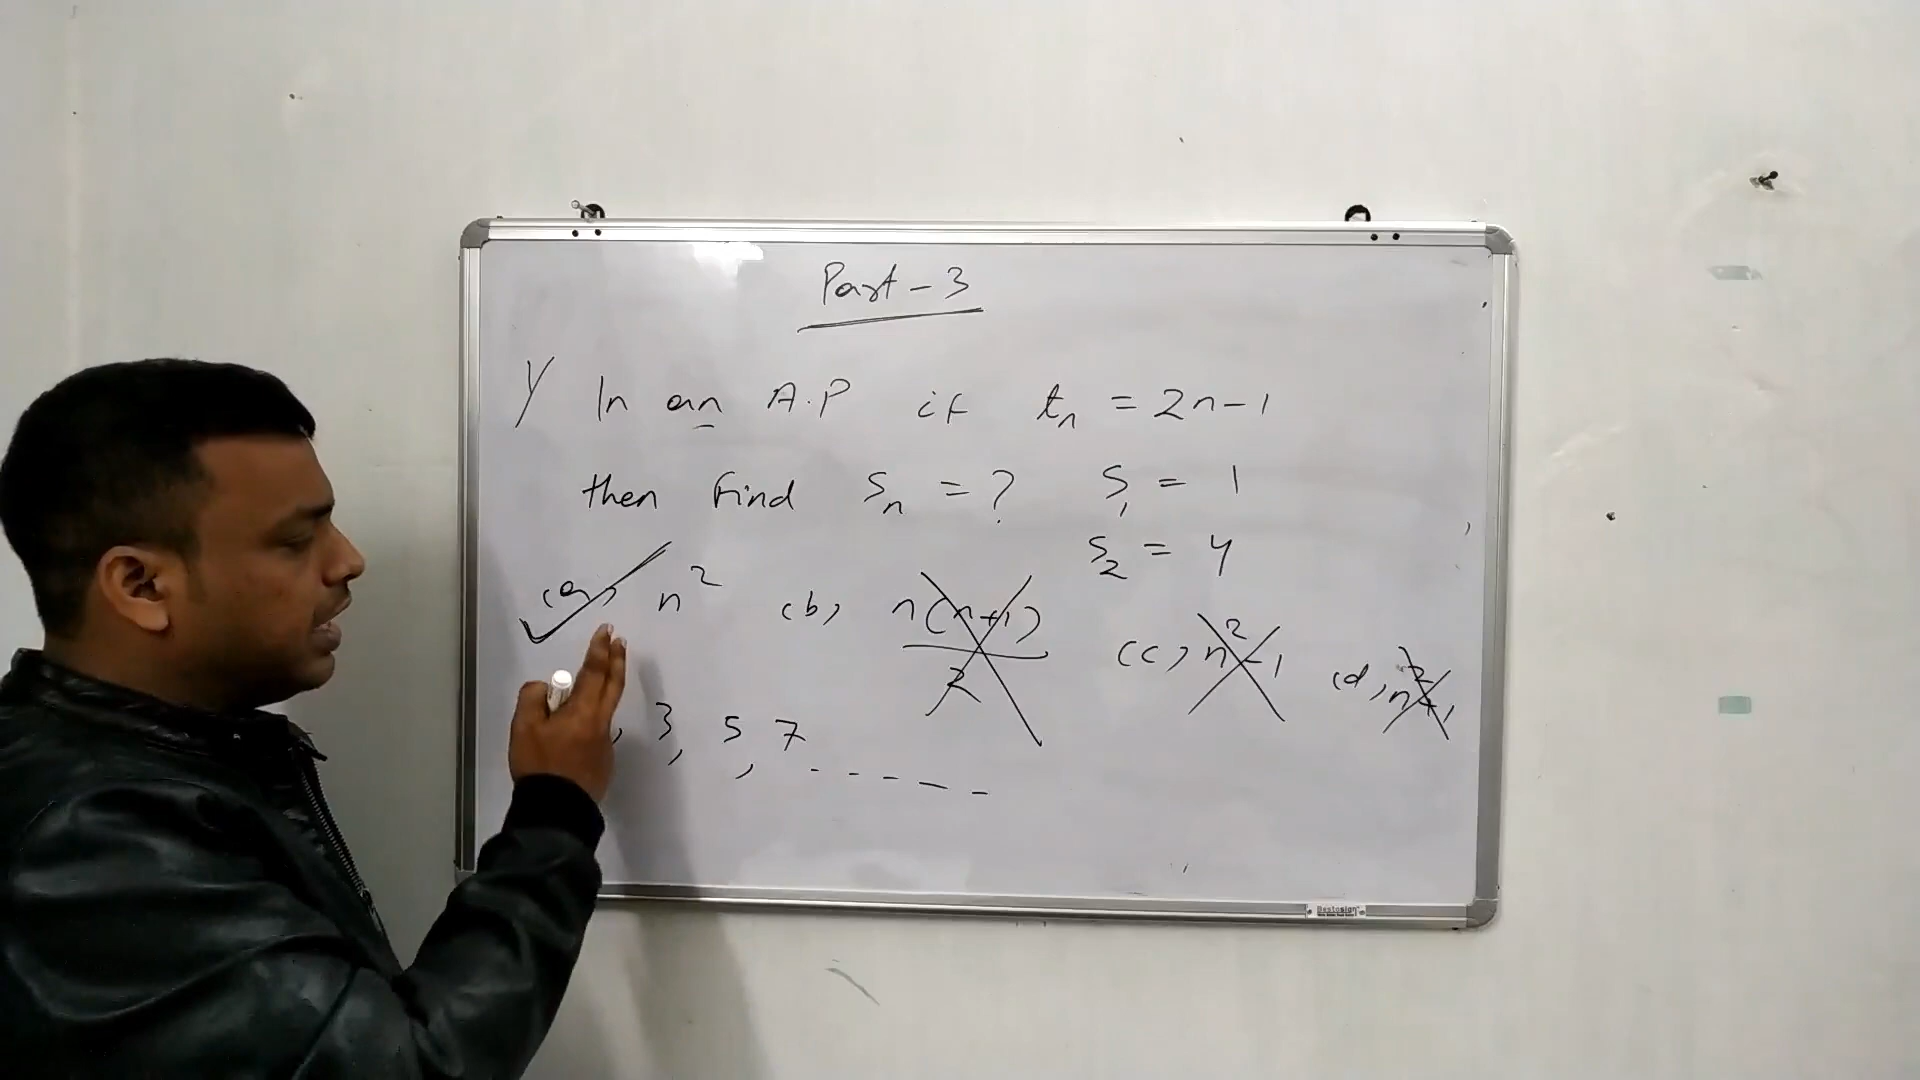 Part - 3
1/ In an A.P if tₙ = 2n-1
then Find Sₙ = ? S₁ = 1
S₂ = 4
(a) n² (b) n(n+1)/2 (c) n²-1 (d) n²+1
, 3, 5, 7 - - - - -